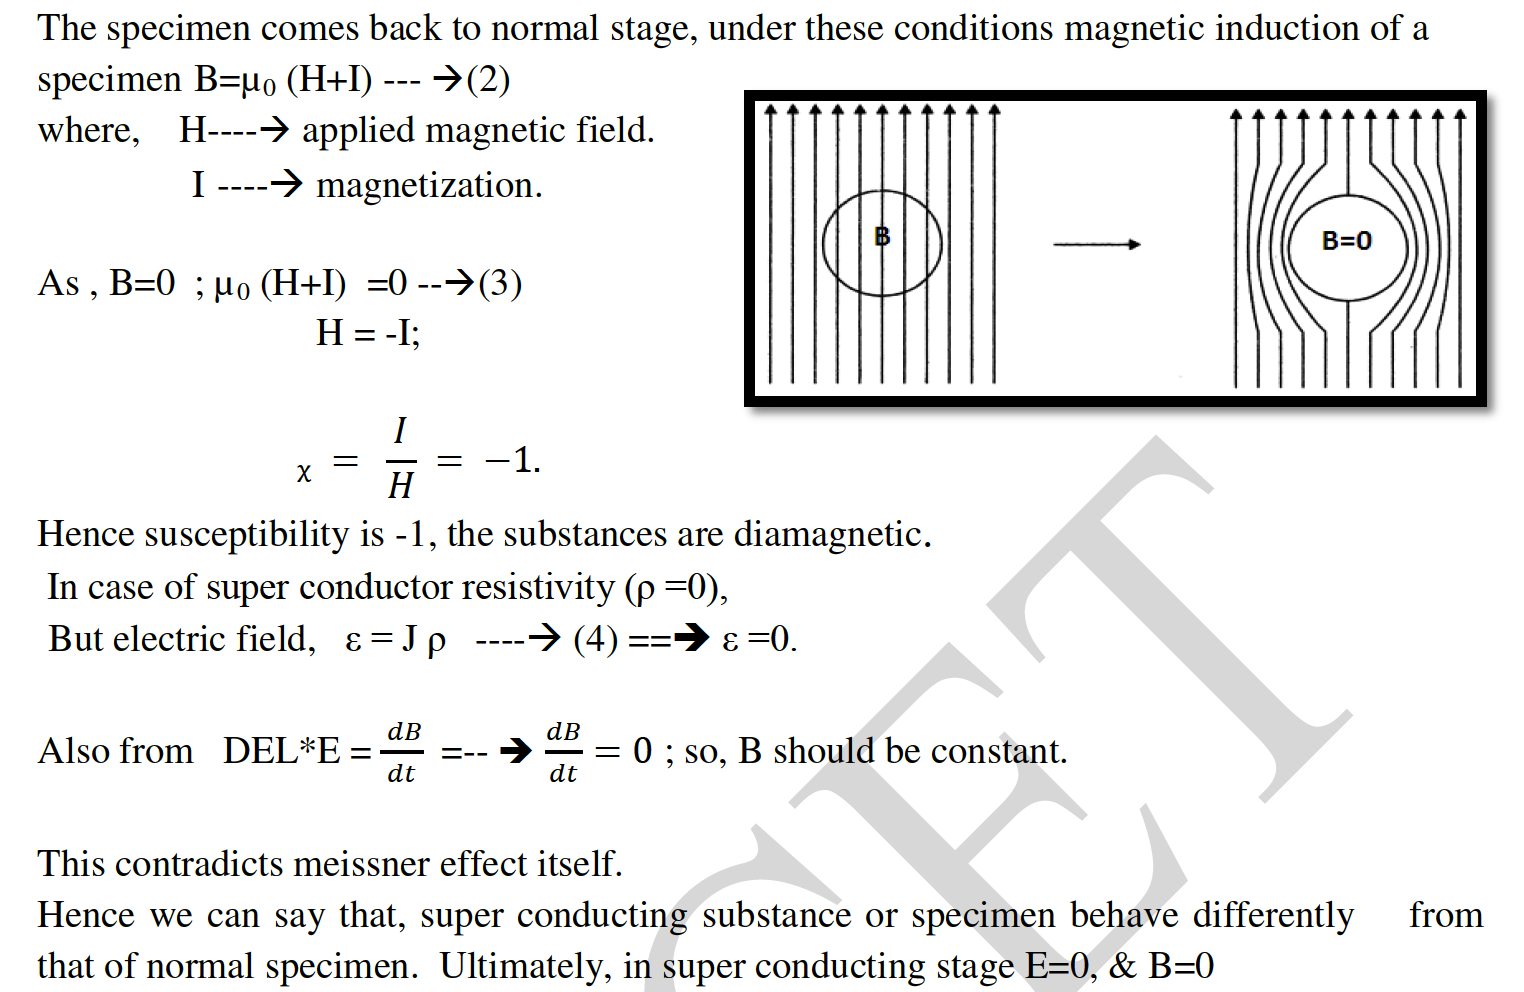 The specimen comes back to normal stage, under these conditions magnetic induction of a
specimen B=μ₀ (H+I) --- →(2)
where, H----→ applied magnetic field.
I ----→ magnetization.
B
B=0
As , B=0 ; μ₀ (H+I) =0 --→(3)
H = -I;
χ = I/H = −1.
Hence susceptibility is -1, the substances are diamagnetic.
In case of super conductor resistivity (ρ =0),
But electric field, ε = J ρ ----→ (4) ==➔ ε =0.
Also from DEL*E = dB/dt =-- ➔ dB/dt = 0 ; so, B should be constant.
This contradicts meissner effect itself.
Hence we can say that, super conducting substance or specimen behave differently from
that of normal specimen. Ultimately, in super conducting stage E=0, & B=0
CET